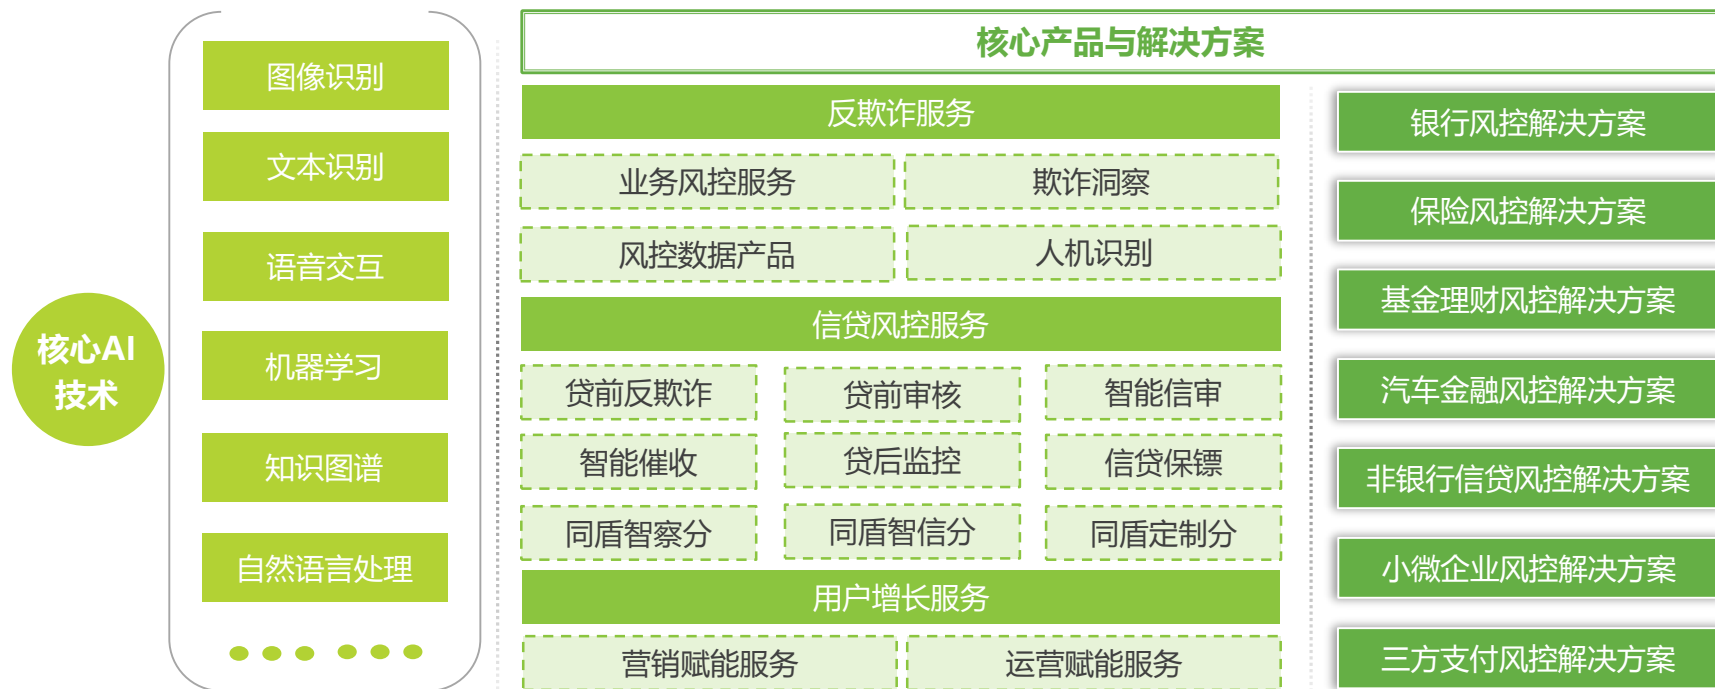 核心AI
技术
图像识别
文本识别
语音交互
机器学习
知识图谱
自然语言处理
核心产品与解决方案
反欺诈服务
业务风控服务
欺诈洞察
风控数据产品
人机识别
信贷风控服务
贷前反欺诈
贷前审核
智能信审
智能催收
贷后监控
信贷保镖
同盾智察分
同盾智信分
同盾定制分
用户增长服务
营销赋能服务
运营赋能服务
银行风控解决方案
保险风控解决方案
基金理财风控解决方案
汽车金融风控解决方案
非银行信贷风控解决方案
小微企业风控解决方案
三方支付风控解决方案